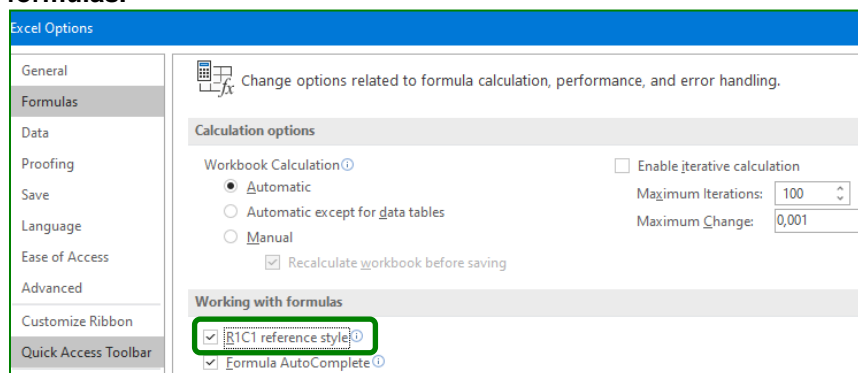 formulas.
Excel Options
General
Formulas
Data
Proofing
Save
Language
Ease of Access
Advanced
Customize Ribbon
Quick Access Toolbar
fx Change options related to formula calculation, performance, and error handling.
Calculation options
Workbook Calculation
Automatic
Automatic except for data tables
Manual
Recalculate workbook before saving
Enable iterative calculation
Maximum Iterations: 100
Maximum Change: 0,001
Working with formulas
R1C1 reference style
Formula AutoComplete